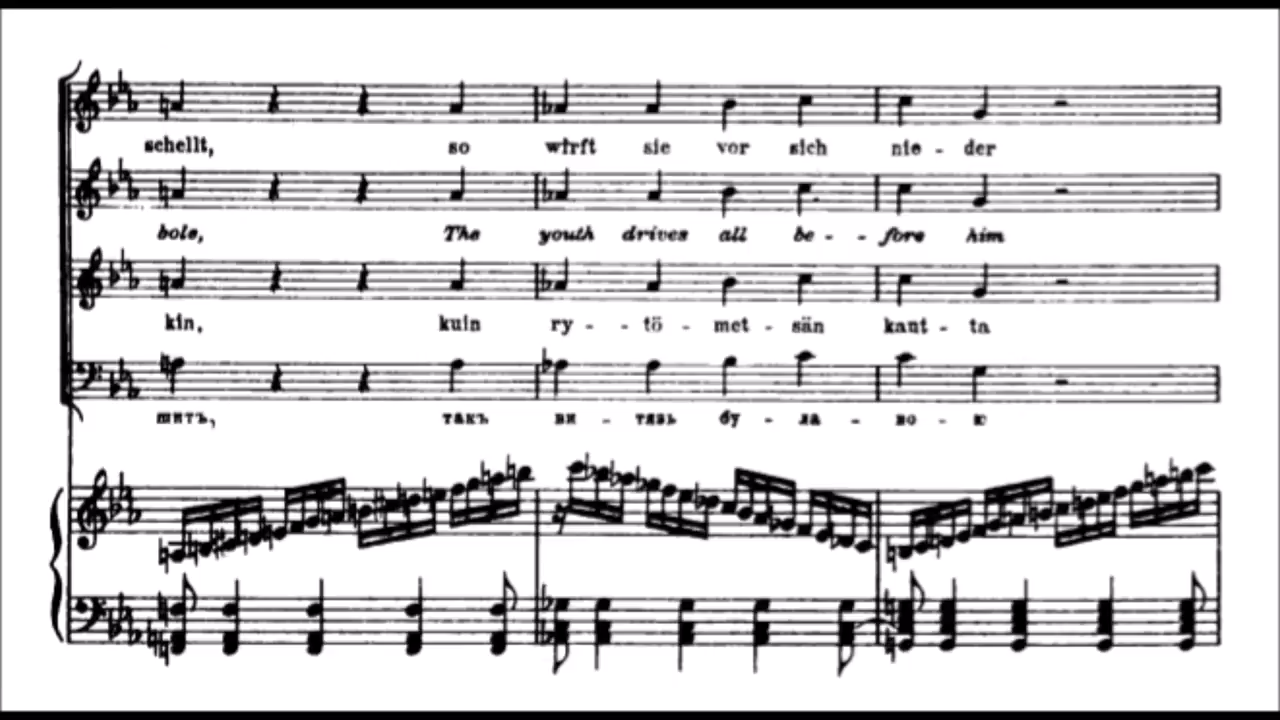 schellt, so wirft sie vor sich nie - der
bole, The youth drives all be - - fore him
kin, kuin ry - - tö - met - sän kaat - ta
шитъ, такъ ви - тязь бу - ла - во - ю